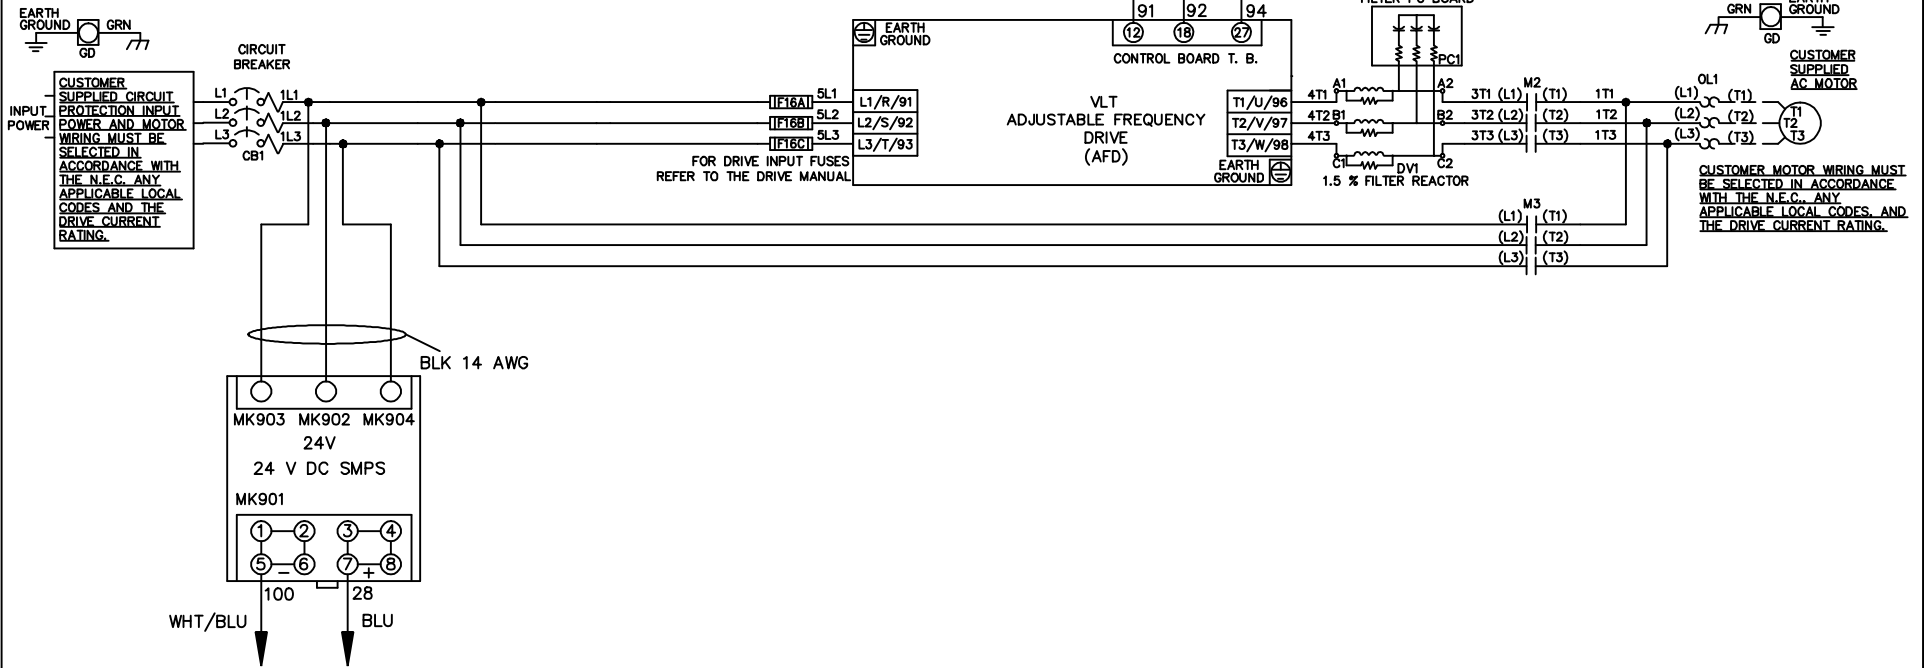 EARTH
GROUND
GRN
GD
91
92
94
EARTH
GROUND
12
18
27
CONTROL BOARD T. B.
PC1
GRN
GROUND
GD
CUSTOMER
SUPPLIED
AC MOTOR
CIRCUIT
BREAKER
INPUT
POWER
CUSTOMER
SUPPLIED CIRCUIT
PROTECTION INPUT
POWER AND MOTOR
WIRING MUST BE
SELECTED IN
ACCORDANCE WITH
THE N.E.C. ANY
APPLICABLE LOCAL
CODES AND THE
DRIVE CURRENT
RATING.
L1
L2
L3
1L1
1L2
1L3
CB1
F16A
F16B
F16C
5L1
5L2
5L3
FOR DRIVE INPUT FUSES
REFER TO THE DRIVE MANUAL
L1/R/91
L2/S/92
L3/T/93
VLT
ADJUSTABLE FREQUENCY
DRIVE
(AFD)
T1/U/96
T2/V/97
T3/W/98
EARTH
GROUND
4T1
4T2
4T3
A1
B1
C1
A2
B2
C2
DV1
1.5 % FILTER REACTOR
M2
3T1 (L1) (T1) 1T1
3T2 (L2) (T2) 1T2
3T3 (L3) (T3) 1T3
OL1
(L1) (T1)
(L2) (T2)
(L3) (T3)
T1
T2
T3
CUSTOMER MOTOR WIRING MUST
BE SELECTED IN ACCORDANCE
WITH THE N.E.C., ANY
APPLICABLE LOCAL CODES, AND
THE DRIVE CURRENT RATING.
M3
(L1) (T1)
(L2) (T2)
(L3) (T3)
BLK 14 AWG
MK903 MK902 MK904
24V
24 V DC SMPS
MK901
1 2 3 4
5 6 7 8
− +
100
28
WHT/BLU
BLU